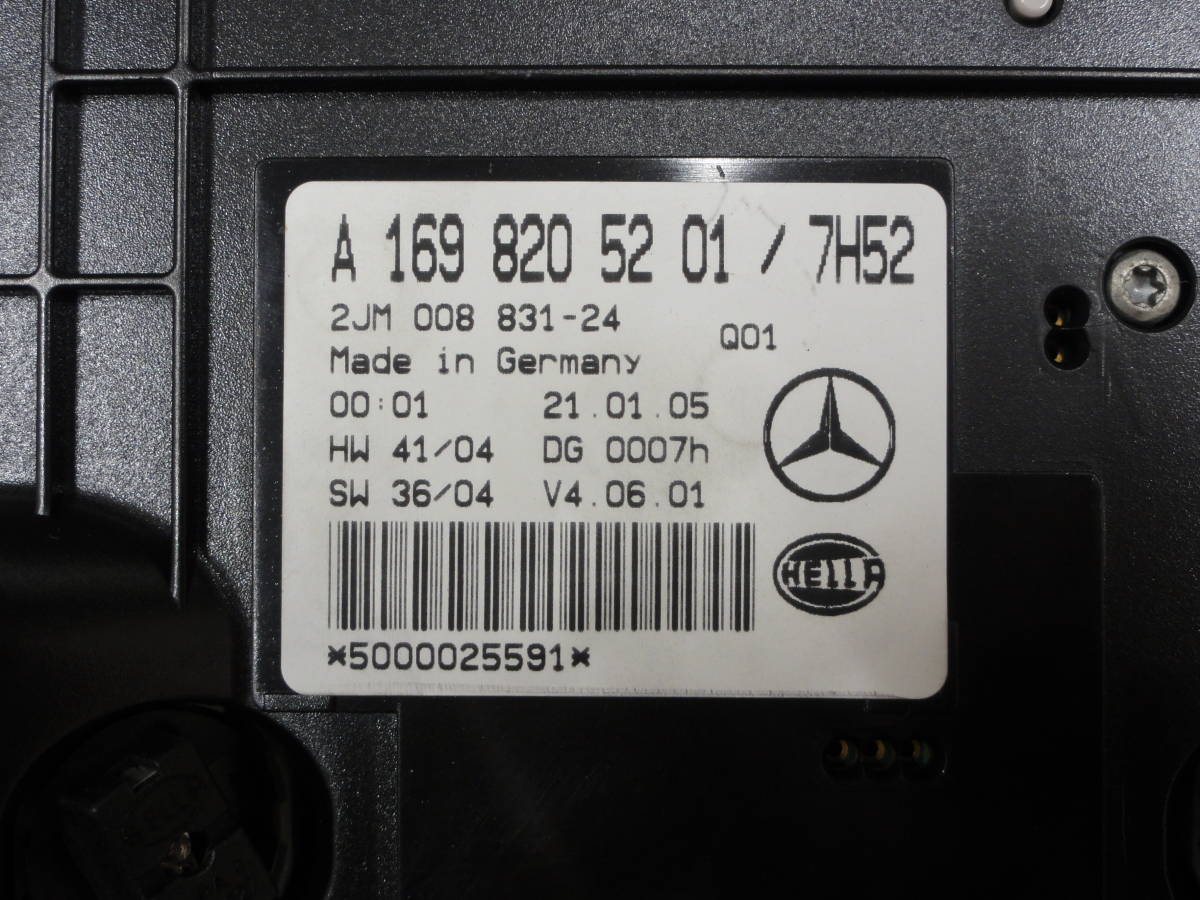 A 169 820 52 01 / 7H52
2JM 008 831-24
Q01
Made in Germany
00:01 21.01.05
HW 41/04 DG 0007h
SW 36/04 V4.06.01
HELLA
*5000025591*